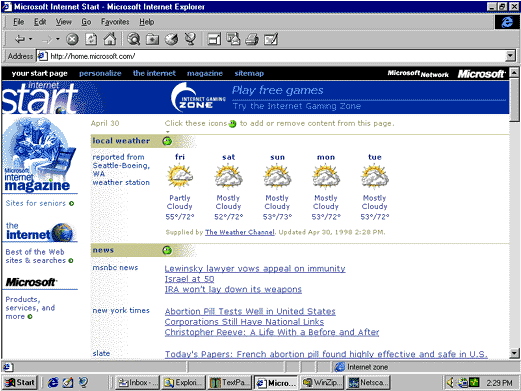 Microsoft Internet Start - Microsoft Internet Explorer
File Edit View Go Favorites Help
Address http://home.microsoft.com/
your start page personalize the internet magazine sitemap Microsoft Network Microsoft
internet start
INTERNET GAMING ZONE
Play free games
Try the Internet Gaming Zone
April 30 Click these icons to add or remove content from this page.
local weather
reported from
Seattle-Boeing,
WA
weather station
fri sat sun mon tue
Partly Cloudy Mostly Cloudy Mostly Cloudy Mostly Cloudy Mostly Cloudy
55°/72° 52°/72° 53°/73° 53°/72° 53°/72°
Supplied by The Weather Channel. Updated Apr 30, 1998 2:28 PM.
Microsoft
internet
magazine
Sites for seniors
the
internet
Best of the Web
sites & searches
Microsoft
Products,
services, and
more
news
msnbc news
Lewinsky lawyer vows appeal on immunity
Israel at 50
IRA won't lay down its weapons
new york times
Abortion Pill Tests Well in United States
Corporations Still Have National Links
Christopher Reeve: A Life With a Before and After
slate
Today's Papers: French abortion pill found highly effective and safe in U.S.
Internet zone
Start Inbox - ... Explori... TextPa... Micro... WinZip... Netsca... 2:29 PM